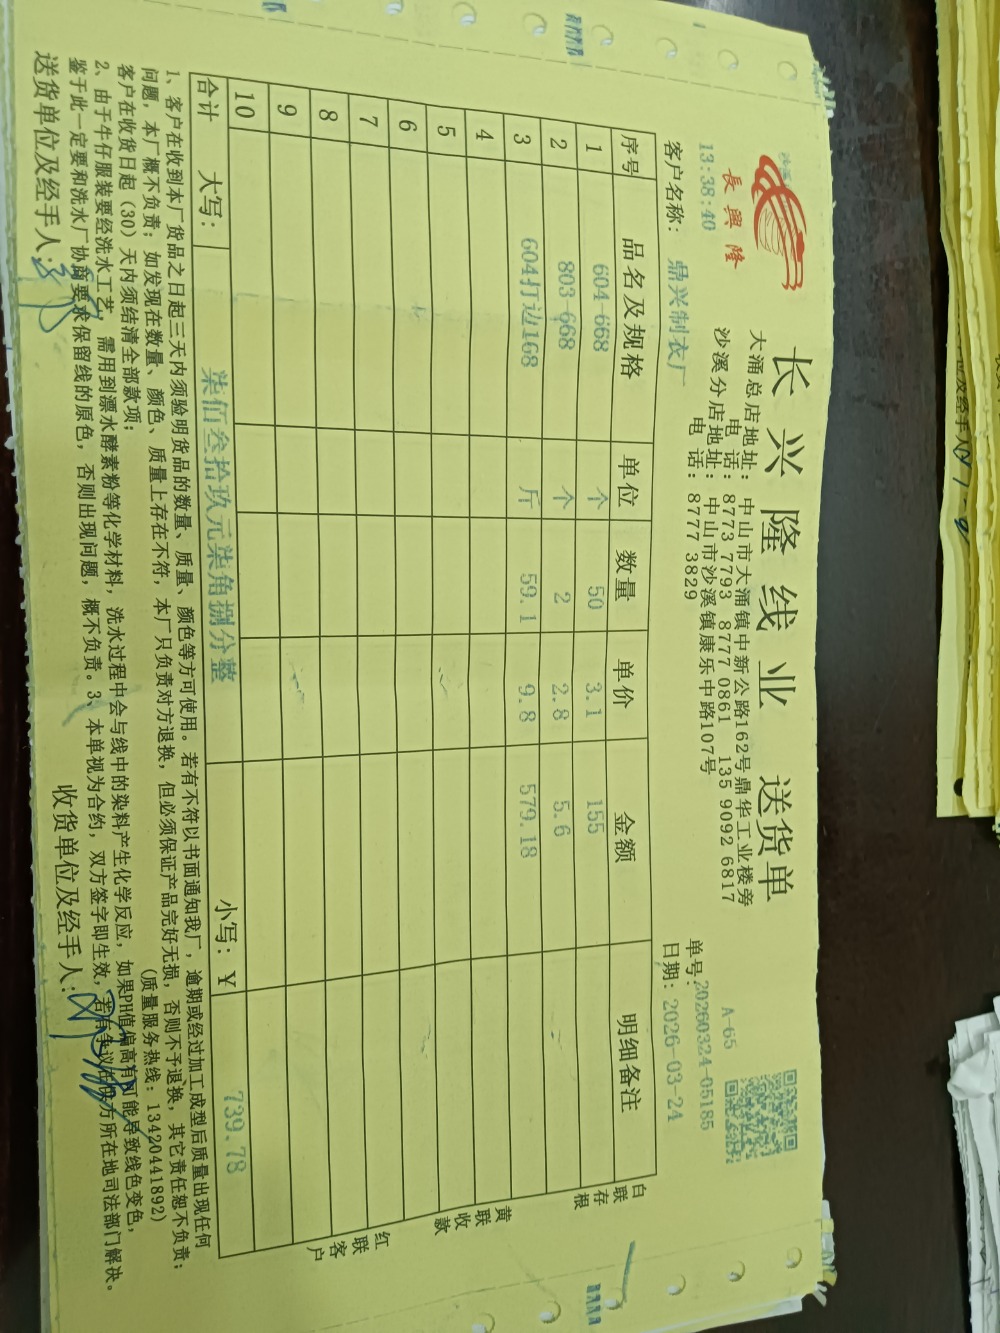 長興隆
长兴隆线业 送货单
大涌总店地址：中山市大涌镇中新公路162号鼎华工业楼旁
电 话：8773 7793 8777 0861 135 9092 6817
沙溪分店地址：中山市沙溪镇康乐中路107号
电 话：8777 3829
A-65
13:38:40
单号：20260324-05185
客户名称：鼎兴制衣厂
日期：2026-03-24
序号 品名及规格 单位 数量 单价 金额 明细备注
1 604-668 个 50 3.1 155
2 803-668 个 2 2.8 5.6
3 604打边168 斤 59.1 9.8 579.18
4
5
6
7
8
9
10
合计 大写：柒佰叁拾玖元柒角捌分整 小写：￥ 739.78
白联存根
黄联收款
红联客户
1、客户在收到本厂货品之日起三天内须验明货品的数量、质量、颜色等方可使用。若有不符以书面通知我厂，逾期或经过加工成型后质量出现任何
问题，本厂概不负责；如发现在数量、颜色、质量上存在不符，本厂只负责对方退换，但必须保证产品完好无损，否则不予退换，其它责任恕不负责；
客户在收货日起（30）天内须结清全部款项； (质量服务热线：13420441892)
2、由于牛仔服装要经洗水工艺，需用到漂水酵素粉等化学材料，洗水过程中会与线中的染料产生化学反应，如果PH值偏高有可能导致线色变色，
鉴于此一定要和洗水厂协商要求保留线的原色，否则出现问题，概不负责。3、本单视为合约，双方签字即生效，若有争议在供方所在地司法部门解决。
送货单位及经手人： 收货单位及经手人：